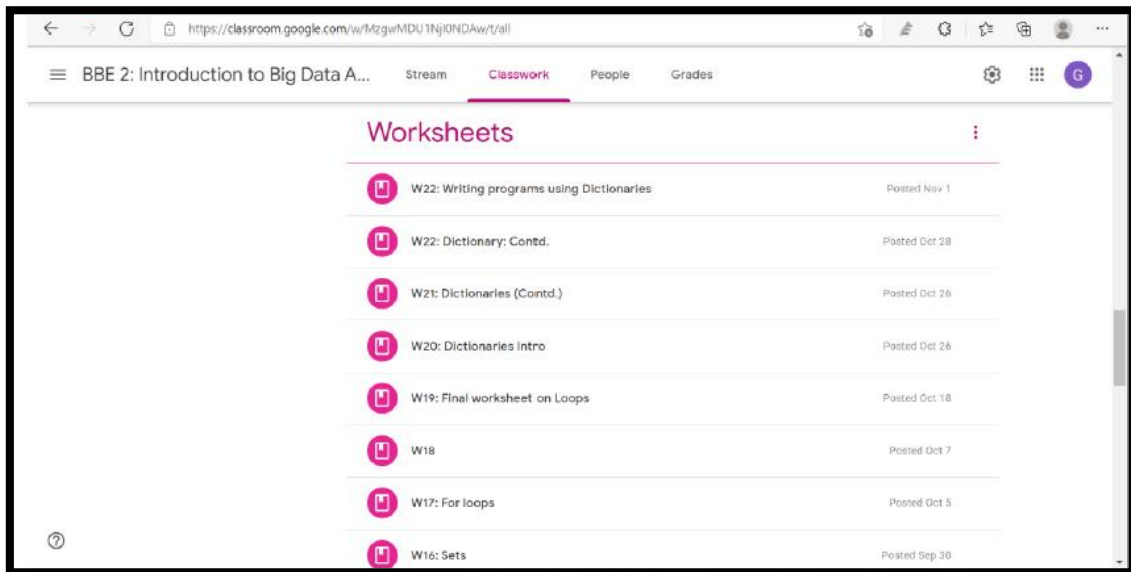 https://classroom.google.com/w/MzgwMDU1NjI0NDAw/t/all
BBE 2: Introduction to Big Data A... Stream Classwork People Grades G
Worksheets
W22: Writing programs using Dictionaries Posted Nov 1
W22: Dictionary: Contd. Posted Oct 28
W21: Dictionaries (Contd.) Posted Oct 26
W20: Dictionaries Intro Posted Oct 26
W19: Final worksheet on Loops Posted Oct 18
W18 Posted Oct 7
W17: For loops Posted Oct 5
W16: Sets Posted Sep 30